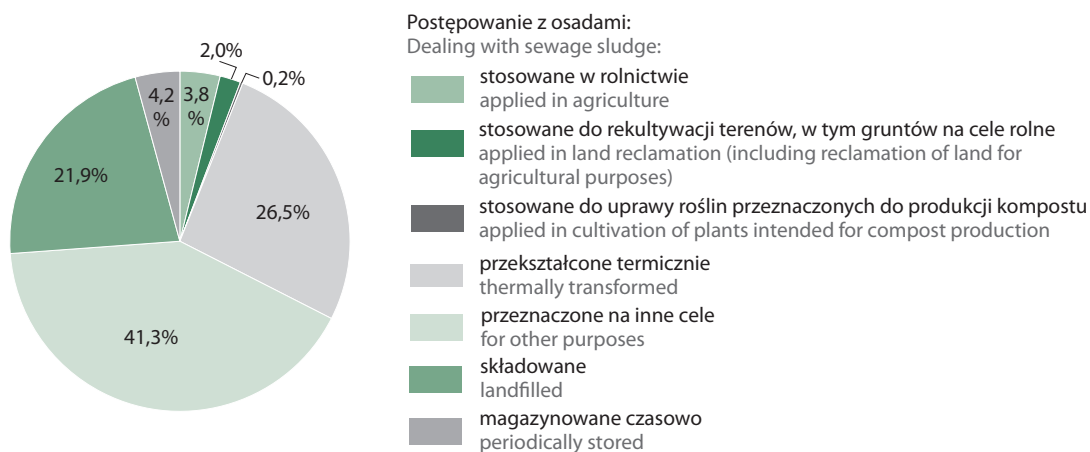 2,0%
0,2%
4,2
%
3,8
%
21,9%
26,5%
41,3%
Postępowanie z osadami:
Dealing with sewage sludge:
stosowane w rolnictwie
applied in agriculture
stosowane do rekultywacji terenów, w tym gruntów na cele rolne
applied in land reclamation (including reclamation of land for
agricultural purposes)
stosowane do uprawy roślin przeznaczonych do produkcji kompostu
applied in cultivation of plants intended for compost production
przekształcone termicznie
thermally transformed
przeznaczone na inne cele
for other purposes
składowane
landfilled
magazynowane czasowo
periodically stored